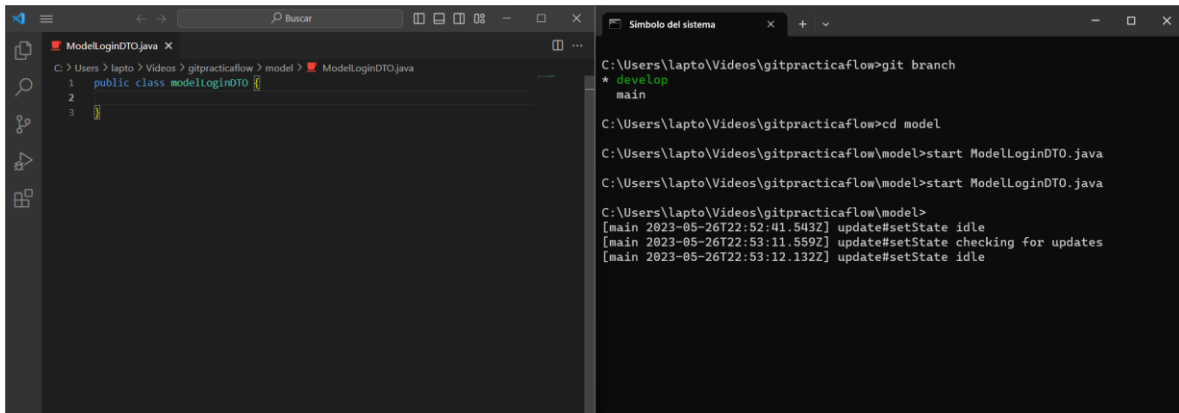 Buscar
ModelLoginDTO.java
C: > Users > lapto > Videos > gitpracticaflow > model > ModelLoginDTO.java
1 public class modelLoginDTO {
2
3 }
Símbolo del sistema
C:\Users\lapto\Videos\gitpracticaflow>git branch
* develop
  main
C:\Users\lapto\Videos\gitpracticaflow>cd model
C:\Users\lapto\Videos\gitpracticaflow\model>start ModelLoginDTO.java
C:\Users\lapto\Videos\gitpracticaflow\model>start ModelLoginDTO.java
C:\Users\lapto\Videos\gitpracticaflow\model>
[main 2023-05-26T22:52:41.543Z] update#setState idle
[main 2023-05-26T22:53:11.559Z] update#setState checking for updates
[main 2023-05-26T22:53:12.132Z] update#setState idle